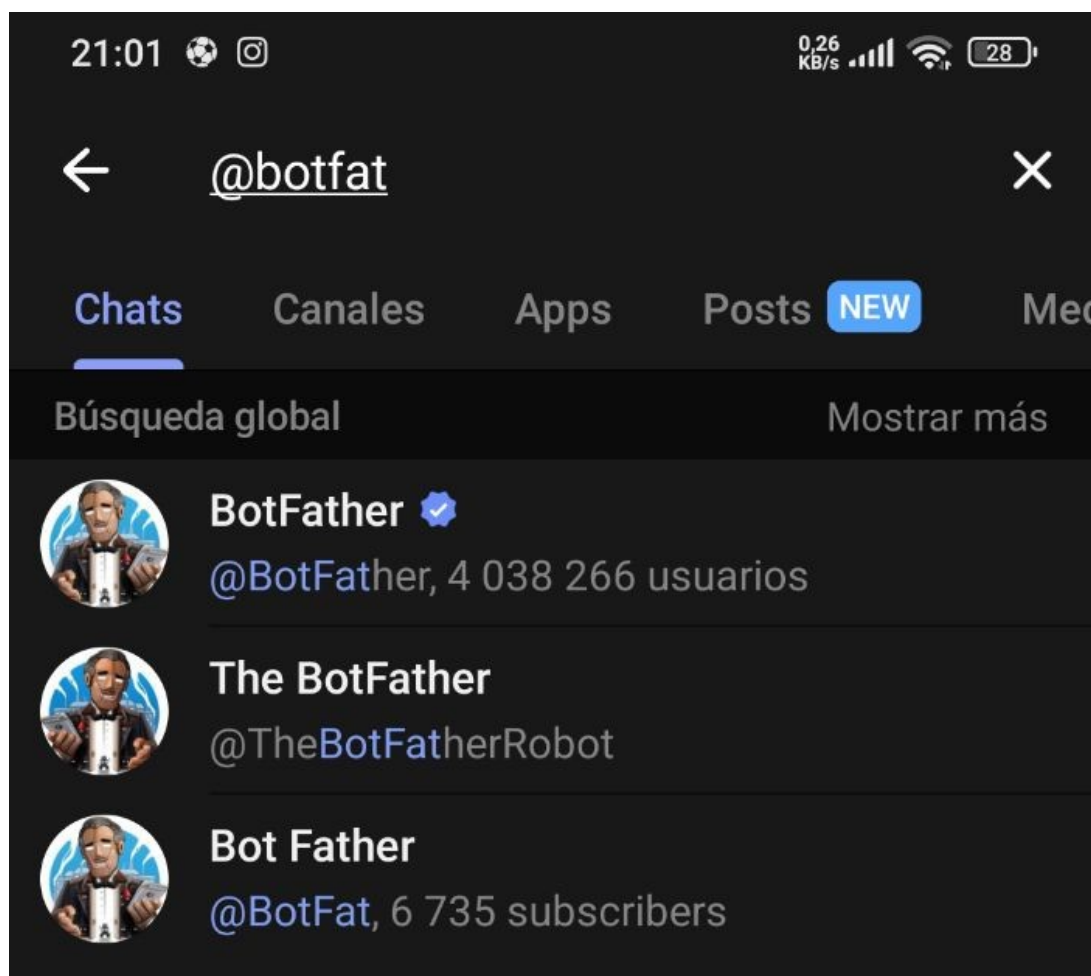 21:01 0,26 KB/s 28
@botfat
Chats Canales Apps Posts NEW Med
Búsqueda global Mostrar más
BotFather
@BotFather, 4 038 266 usuarios
The BotFather
@TheBotFatherRobot
Bot Father
@BotFat, 6 735 subscribers